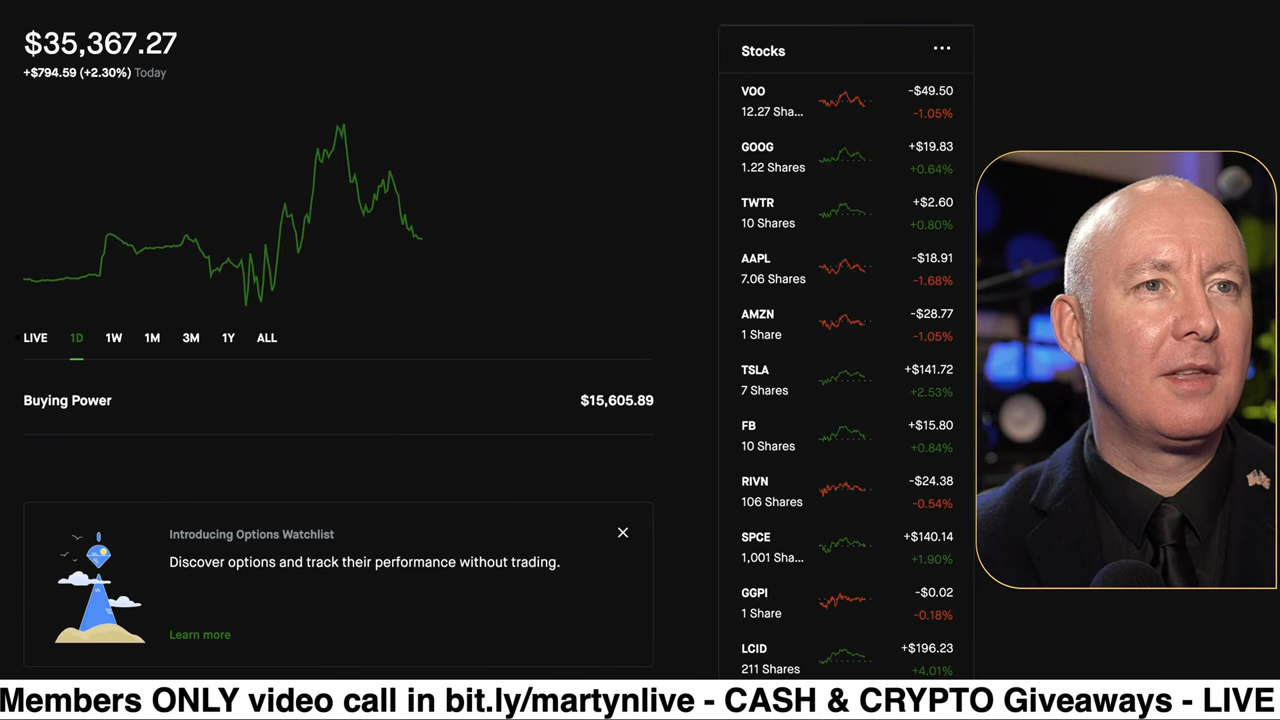 $35,367.27
+$794.59 (+2.30%) Today
LIVE 1D 1W 1M 3M 1Y ALL
Buying Power $15,605.89
Introducing Options Watchlist
Discover options and track their performance without trading.
Learn more
Stocks
VOO -$49.50
12.27 Sha... -1.05%
GOOG +$19.83
1.22 Shares +0.64%
TWTR +$2.60
10 Shares +0.80%
AAPL -$18.91
7.06 Shares -1.68%
AMZN -$28.77
1 Share -1.05%
TSLA +$141.72
7 Shares +2.53%
FB +$15.80
10 Shares +0.84%
RIVN -$24.38
106 Shares -0.54%
SPCE +$140.14
1,001 Sha... +1.90%
GGPI -$0.02
1 Share -0.18%
LCID +$196.23
211 Shares +4.01%
Members ONLY video call in bit.ly/martynlive - CASH & CRYPTO Giveaways - LIVE